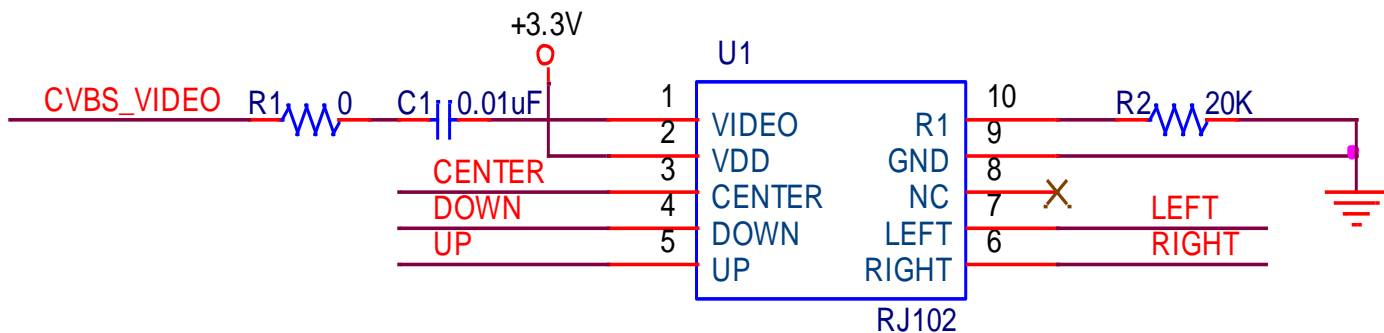 +3.3V
U1
CVBS_VIDEO R1 0 C1 0.01uF 1 10 R2 20K
VIDEO R1
2 9
VDD GND
CENTER 3 8
CENTER NC
DOWN 4 7 LEFT
DOWN LEFT
UP 5 6 RIGHT
UP RIGHT
RJ102